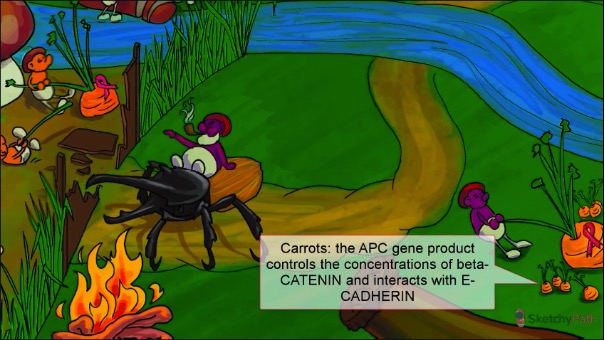 Carrots: the APC gene product
controls the concentrations of beta-
CATENIN and interacts with E-
CADHERIN
SketchyPath